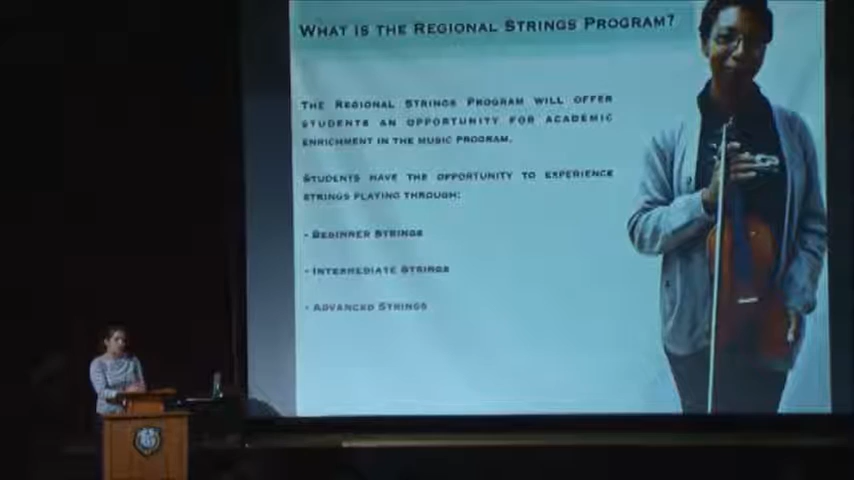 WHAT IS THE REGIONAL STRINGS PROGRAM?
THE REGIONAL STRINGS PROGRAM WILL OFFER
STUDENTS AN OPPORTUNITY FOR ACADEMIC
ENRICHMENT IN THE MUSIC PROGRAM.
STUDENTS HAVE THE OPPORTUNITY TO EXPERIENCE
STRINGS PLAYING THROUGH:
• BEGINNER STRINGS
• INTERMEDIATE STRINGS
• ADVANCED STRINGS